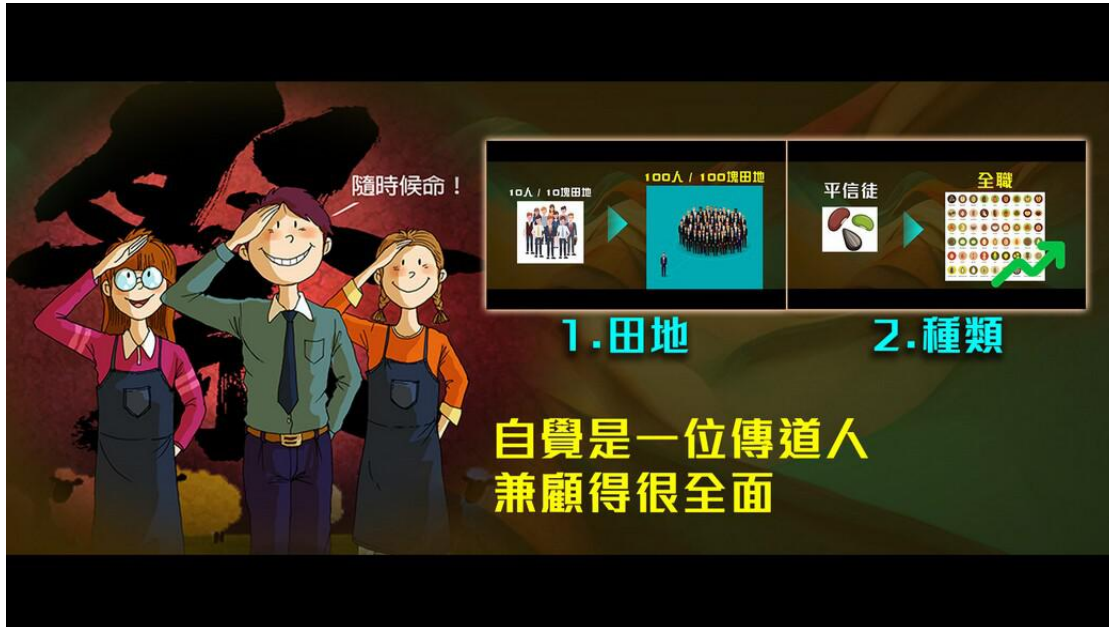 隨時候命！
10人 / 10塊田地
100人 / 100塊田地
平信徒
全職
1.田地
2.種類
自覺是一位傳道人
兼顧得很全面